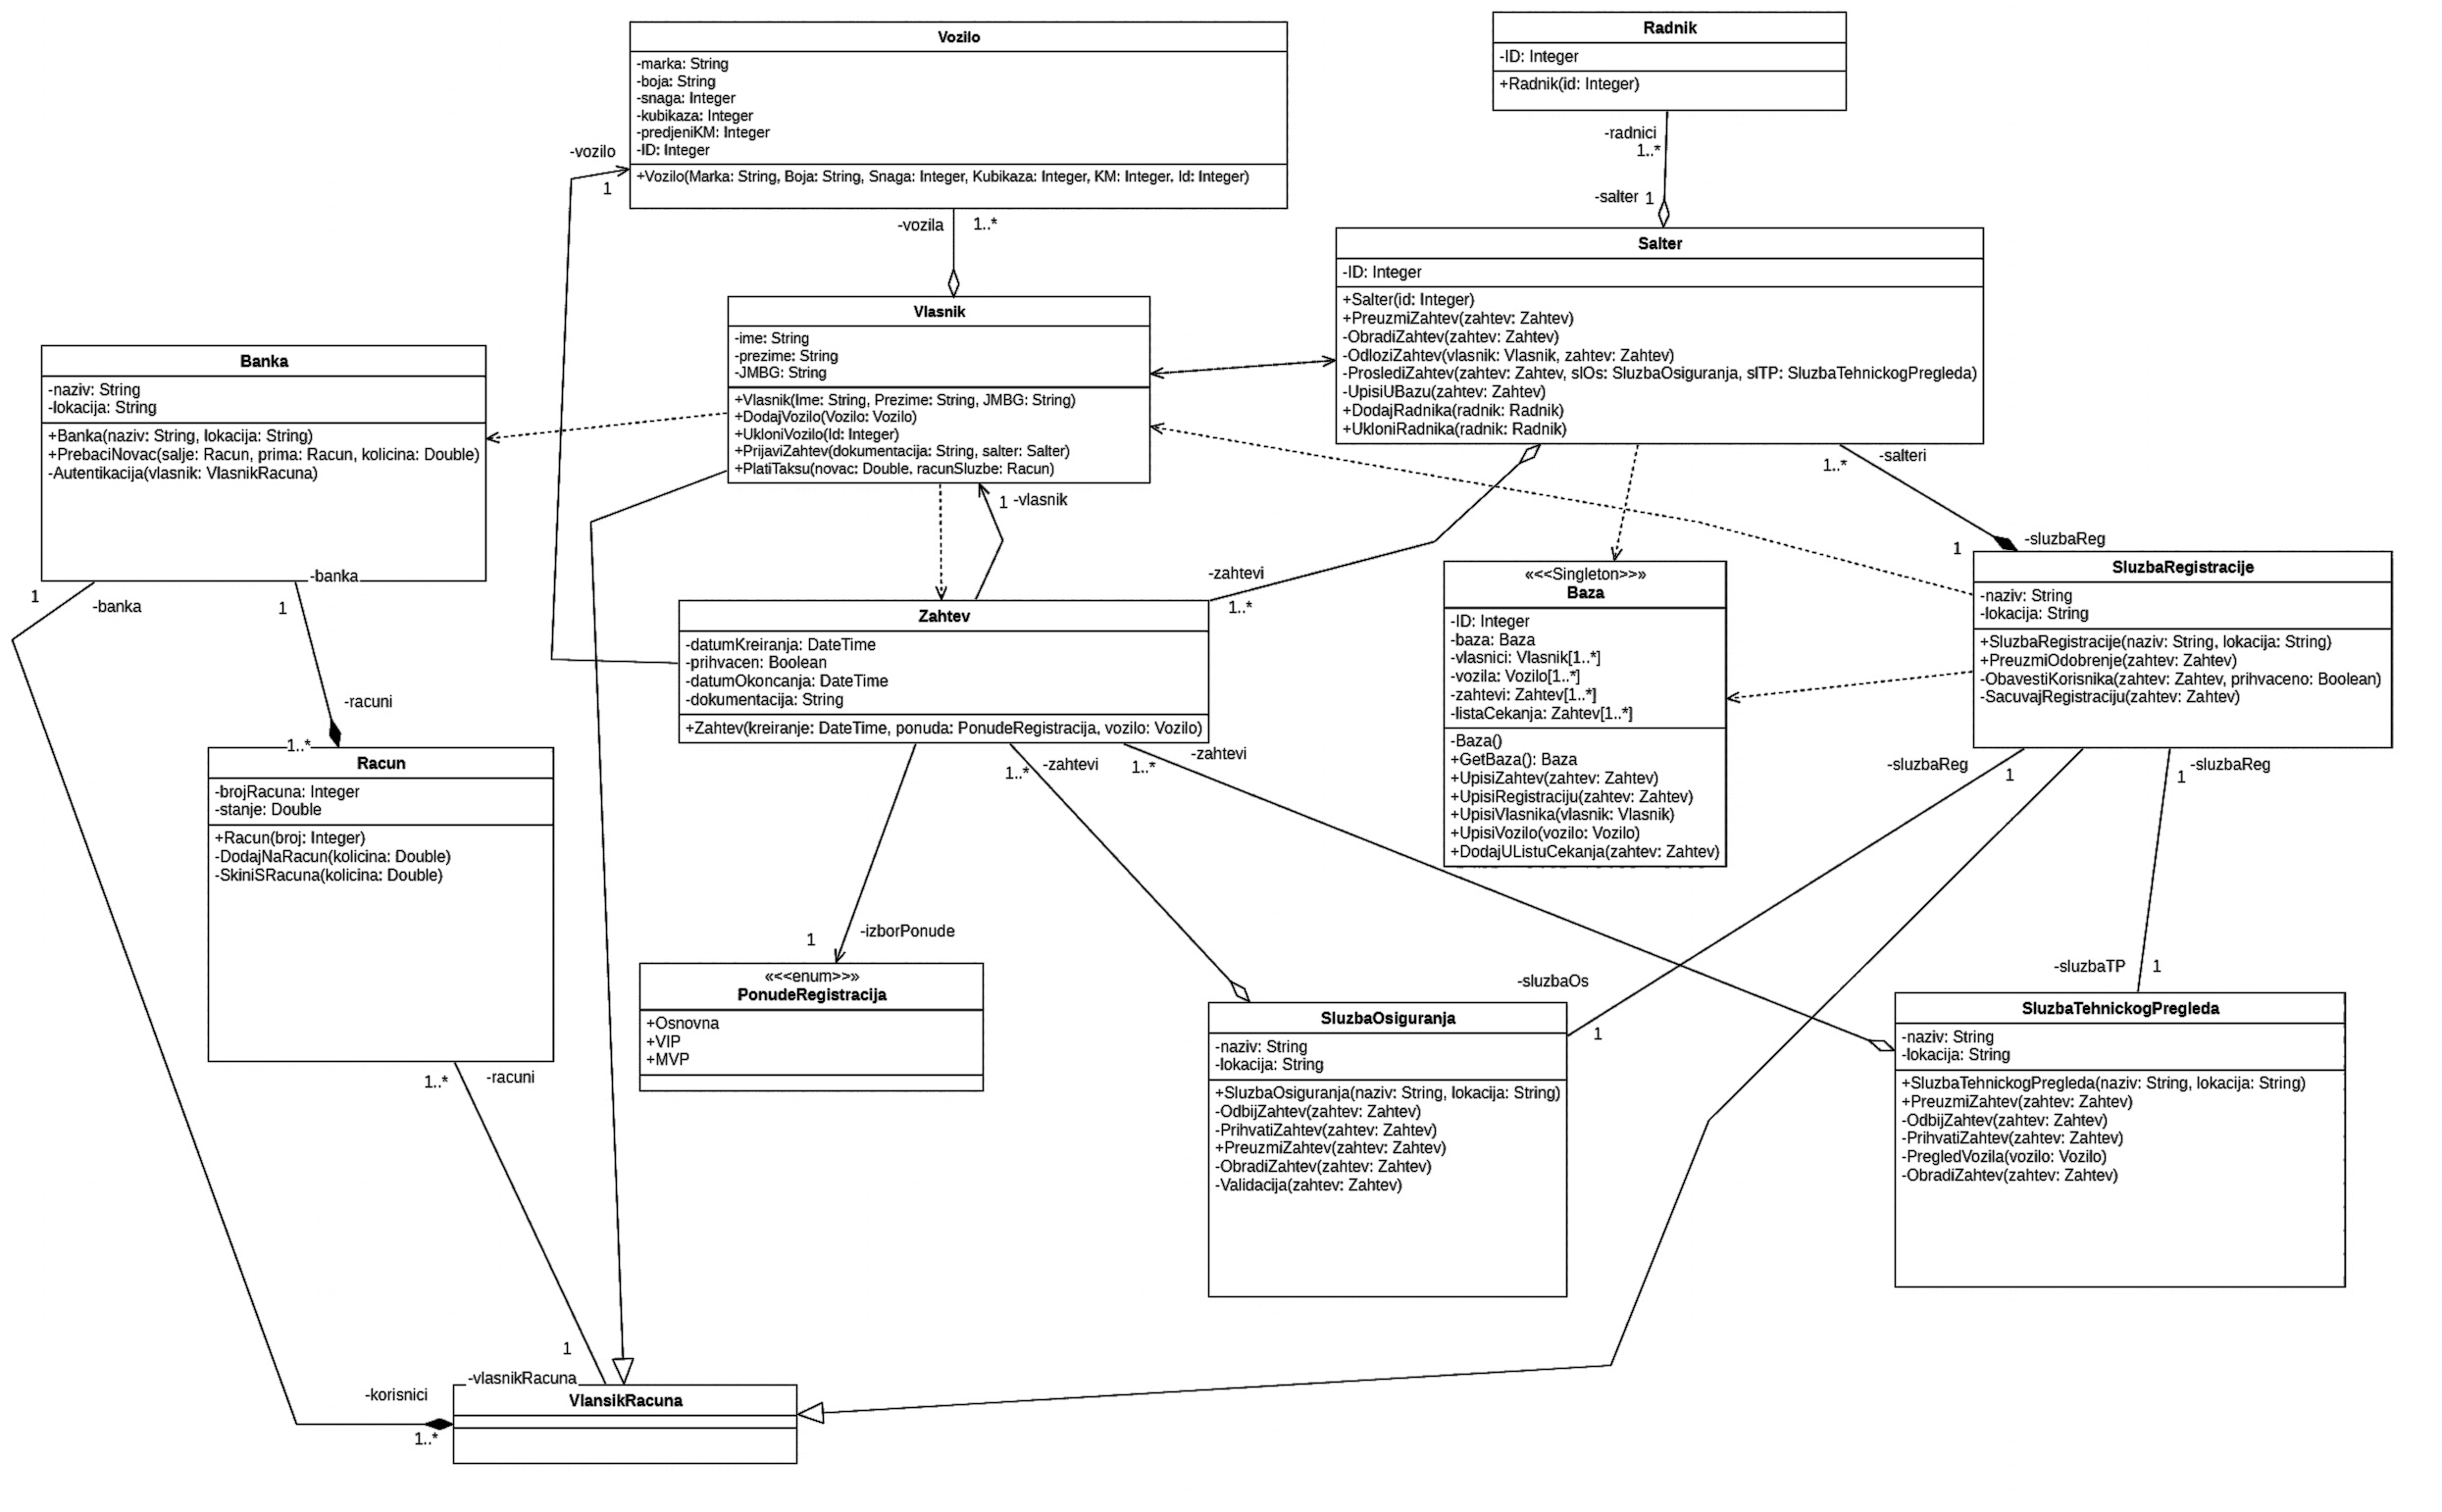 Vozilo
-marka: String
-boja: String
-snaga: Integer
-kubikaza: Integer
-predjeniKM: Integer
-ID: Integer
+Vozilo(Marka: String, Boja: String, Snaga: Integer, Kubikaza: Integer, KM: Integer, Id: Integer)
-vozilo
1
-vozila
1..*
Radnik
-ID: Integer
+Radnik(id: Integer)
-radnici
1..*
-salter
1
Salter
-ID: Integer
+Salter(id: Integer)
+PreuzmiZahtev(zahtev: Zahtev)
-ObradiZahtev(zahtev: Zahtev)
-OdloziZahtev(vlasnik: Vlasnik, zahtev: Zahtev)
-ProslediZahtev(zahtev: Zahtev, slOs: SluzbaOsiguranja, slTP: SluzbaTehnickogPregleda)
-UpisiUBazu(zahtev: Zahtev)
+DodajRadnika(radnik: Radnik)
+UkloniRadnika(radnik: Radnik)
Vlasnik
-ime: String
-prezime: String
-JMBG: String
+Vlasnik(Ime: String, Prezime: String, JMBG: String)
+DodajVozilo(Vozilo: Vozilo)
+UkloniVozilo(Id: Integer)
+PrijaviZahtev(dokumentacija: String, salter: Salter)
+PlatiTaksu(novac: Double, racunSluzbe: Racun)
1
-vlasnik
Banka
-naziv: String
-lokacija: String
+Banka(naziv: String, lokacija: String)
+PrebaciNovac(salje: Racun, prima: Racun, kolicina: Double)
-Autentikacija(vlasnik: VlasnikRacuna)
1
-banka
-banka
1
-racuni
1..*
-salteri
1..*
-sluzbaReg
1
SluzbaRegistracije
-naziv: String
-lokacija: String
+SluzbaRegistracije(naziv: String, lokacija: String)
+PreuzmiOdobrenje(zahtev: Zahtev)
-ObavestiKorisnika(zahtev: Zahtev, prihvaceno: Boolean)
-SacuvajRegistraciju(zahtev: Zahtev)
-zahtevi
1..*
Zahtev
-datumKreiranja: DateTime
-prihvacen: Boolean
-datumOkoncanja: DateTime
-dokumentacija: String
+Zahtev(kreiranje: DateTime, ponuda: PonudeRegistracija, vozilo: Vozilo)
1..*
-zahtevi
1..*
-zahtevi
«<<Singleton>>»
Baza
-ID: Integer
-baza: Baza
-vlasnici: Vlasnik[1..*]
-vozila: Vozilo[1..*]
-zahtevi: Zahtev[1..*]
-listaCekanja: Zahtev[1..*]
-Baza()
+GetBaza(): Baza
+UpisiZahtev(zahtev: Zahtev)
+UpisiRegistraciju(zahtev: Zahtev)
+UpisiVlasnika(vlasnik: Vlasnik)
+UpisiVozilo(vozilo: Vozilo)
+DodajUListuCekanja(zahtev: Zahtev)
-sluzbaReg
1
-sluzbaReg
1
Racun
-brojRacuna: Integer
-stanje: Double
+Racun(broj: Integer)
-DodajNaRacun(kolicina: Double)
-SkiniSRacuna(kolicina: Double)
1..*
-racuni
1
-izborPonude
«<<enum>>»
PonudeRegistracija
+Osnovna
+VIP
+MVP
-sluzbaOs
1
SluzbaOsiguranja
-naziv: String
-lokacija: String
+SluzbaOsiguranja(naziv: String, lokacija: String)
-OdbijZahtev(zahtev: Zahtev)
-PrihvatiZahtev(zahtev: Zahtev)
+PreuzmiZahtev(zahtev: Zahtev)
-ObradiZahtev(zahtev: Zahtev)
-Validacija(zahtev: Zahtev)
-sluzbaTP
1
SluzbaTehnickogPregleda
-naziv: String
-lokacija: String
+SluzbaTehnickogPregleda(naziv: String, lokacija: String)
+PreuzmiZahtev(zahtev: Zahtev)
-OdbijZahtev(zahtev: Zahtev)
-PrihvatiZahtev(zahtev: Zahtev)
-PregledVozila(vozilo: Vozilo)
-ObradiZahtev(zahtev: Zahtev)
1
-vlasnikRacuna
-korisnici
1..*
VlansikRacuna